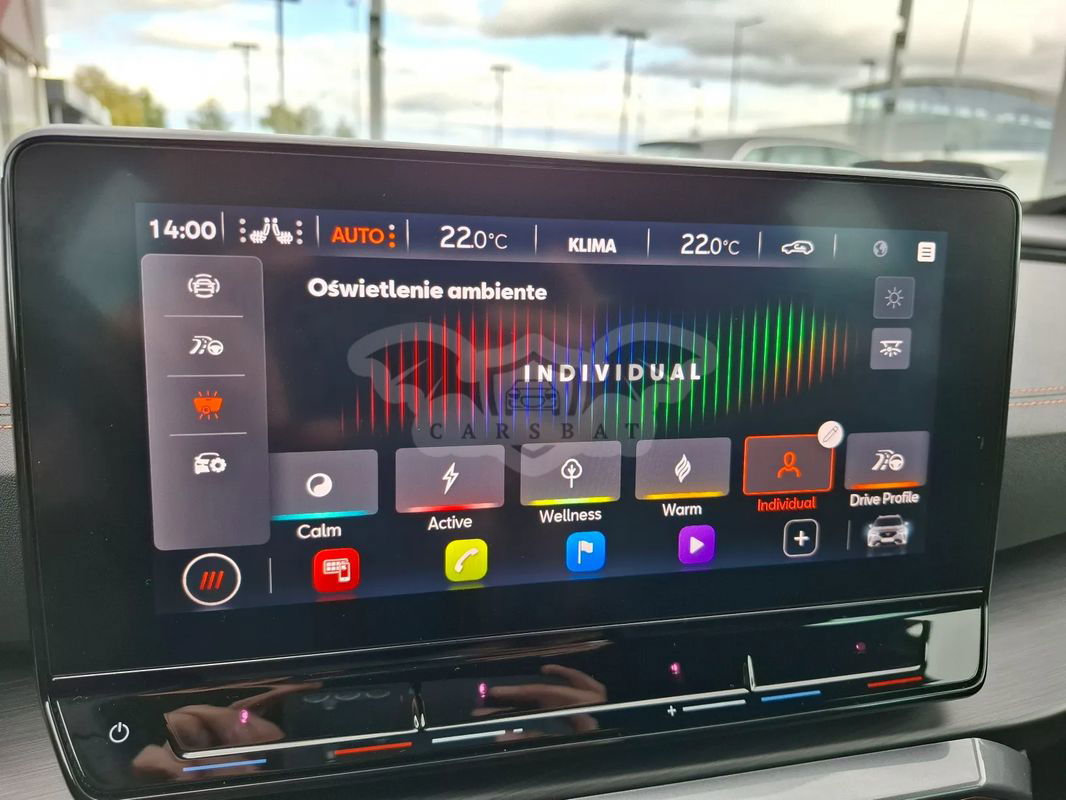 14:00 AUTO 22.0°C KLIMA 22.0°C
Oświetlenie ambiente
INDIVIDUAL
CARSBAT
Calm Active Wellness Warm Individual Drive Profile